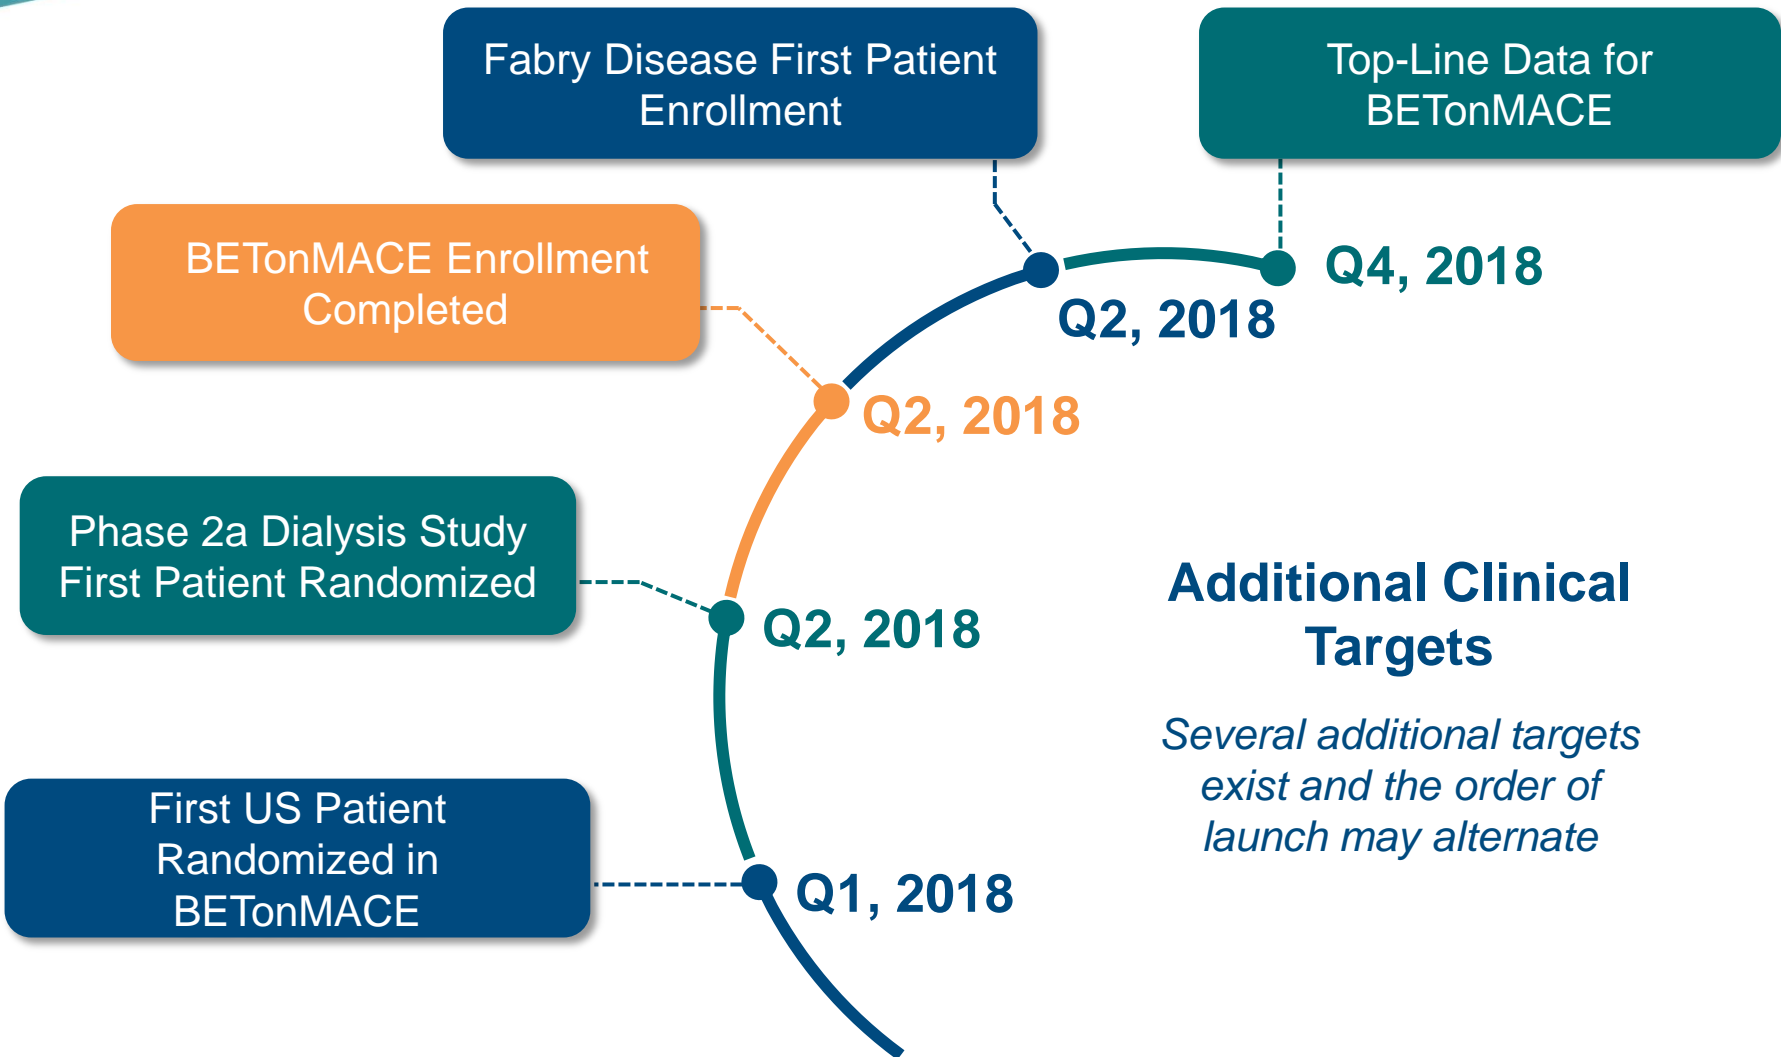 Fabry Disease First Patient
Enrollment
Top-Line Data for
BETonMACE
BETonMACE Enrollment
Completed
Q4, 2018
Q2, 2018
Q2, 2018
Phase 2a Dialysis Study
First Patient Randomized
Q2, 2018
Additional Clinical
Targets
Several additional targets
exist and the order of
launch may alternate
First US Patient
Randomized in
BETonMACE
Q1, 2018